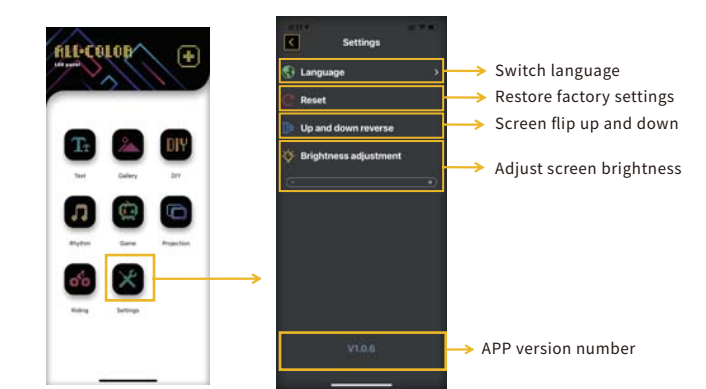 ALL•COLOR
LED panel
Tt
DIY
Text
Gallery
DIY
Rhythm
Game
Projection
Riding
Settings
Settings
Language
Reset
Up and down reverse
Brightness adjustment
V1.0.6
Switch language
Restore factory settings
Screen flip up and down
Adjust screen brightness
APP version number